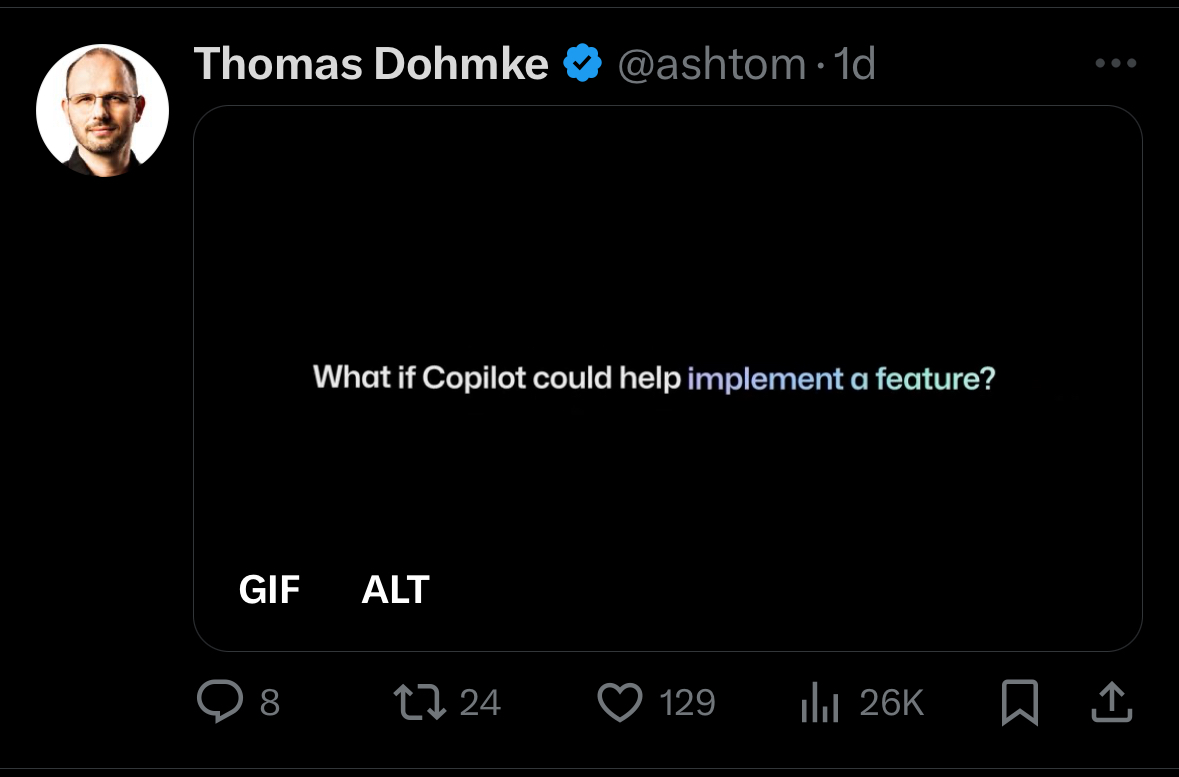 Thomas Dohmke @ashtom · 1d
What if Copilot could help implement a feature?
GIF ALT
8 24 129 26K